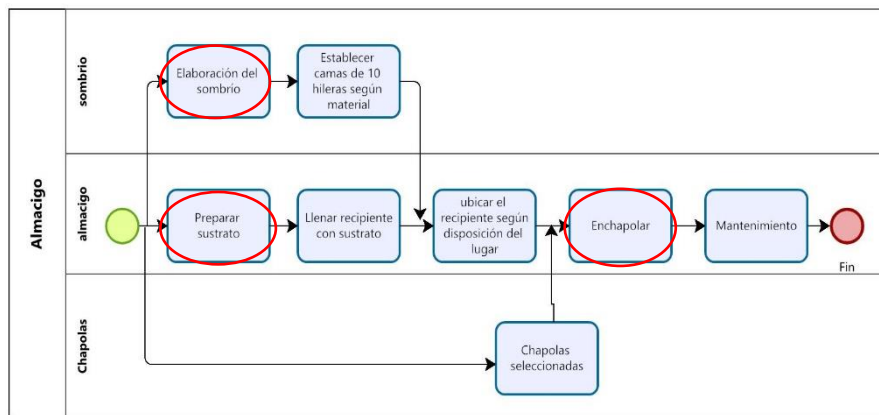 Almacigo
sombrio
Elaboración del
sombrío
Establecer
camas de 10
hileras según
material
almacigo
Preparar
sustrato
Llenar recipiente
con sustrato
ubicar el
recipiente según
disposición del
lugar
Enchapolar
Mantenimiento
Fin
Chapolas
Chapolas
seleccionadas